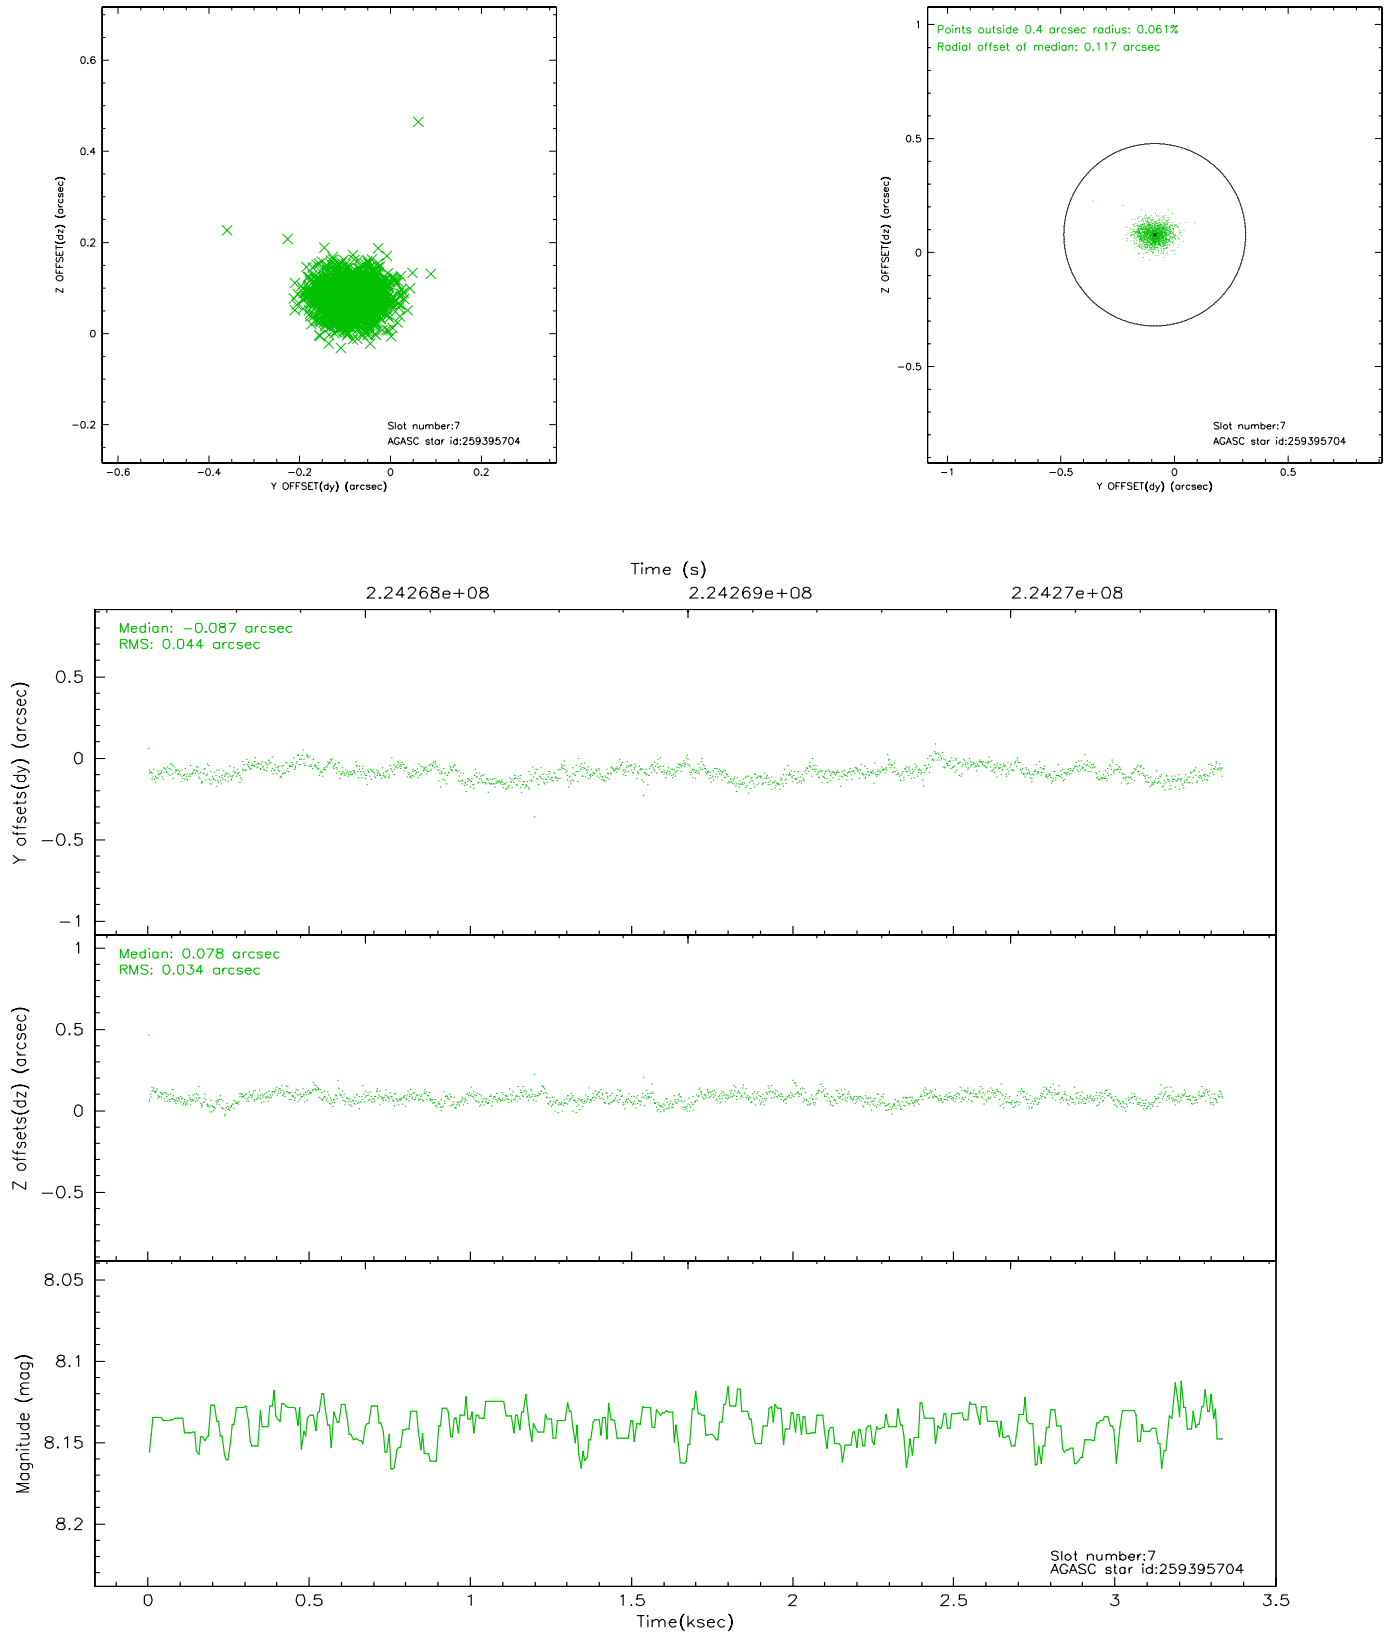 0.6
0.4
0.2
0
−0.2
Z OFFSET(dz) (arcsec)
Slot number:7
AGASC star id:259395704
−0.6 −0.4 −0.2 0 0.2
Y OFFSET(dy) (arcsec)
Points outside 0.4 arcsec radius: 0.061%
Radial offset of median: 0.117 arcsec
1
0.5
0
−0.5
Z OFFSET(dz) (arcsec)
Slot number:7
AGASC star id:259395704
−1 −0.5 0 0.5
Y OFFSET(dy) (arcsec)
Time (s)
2.24268e+08 2.24269e+08 2.2427e+08
Median: −0.087 arcsec
RMS: 0.044 arcsec
0.5
0
−0.5
−1
Y offsets(dy) (arcsec)
Median: 0.078 arcsec
RMS: 0.034 arcsec
1
0.5
0
−0.5
Z offsets(dz) (arcsec)
8.05
8.1
8.15
8.2
Magnitude (mag)
Slot number:7
AGASC star id:259395704
0 0.5 1 1.5 2 2.5 3 3.5
Time(ksec)